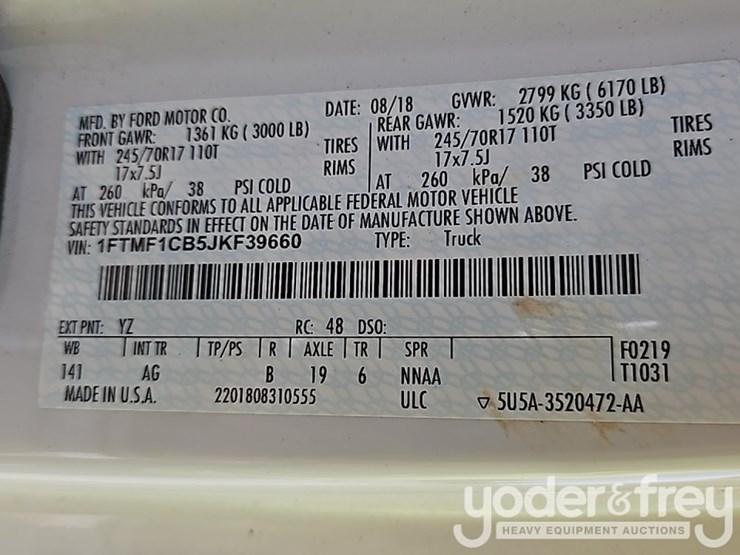 MFD. BY FORD MOTOR CO. DATE: 08/18 GVWR: 2799 KG ( 6170 LB)
FRONT GAWR: 1361 KG ( 3000 LB) REAR GAWR: 1520 KG ( 3350 LB)
WITH 245/70R17 110T TIRES WITH 245/70R17 110T TIRES
17x7.5J RIMS 17x7.5J RIMS
AT 260 kPa/ 38 PSI COLD AT 260 kPa/ 38 PSI COLD
THIS VEHICLE CONFORMS TO ALL APPLICABLE FEDERAL MOTOR VEHICLE
SAFETY STANDARDS IN EFFECT ON THE DATE OF MANUFACTURE SHOWN ABOVE.
VIN: 1FTMF1CB5JKF39660 TYPE: Truck
EXT PNT: YZ RC: 48 DSO:
WB INT TR TP/PS R AXLE TR SPR F0219
141 AG B 19 6 NNAA T1031
MADE IN U.S.A. 2201808310555 ULC ▽ 5U5A-3520472-AA
yoder&frey
HEAVY EQUIPMENT AUCTIONS